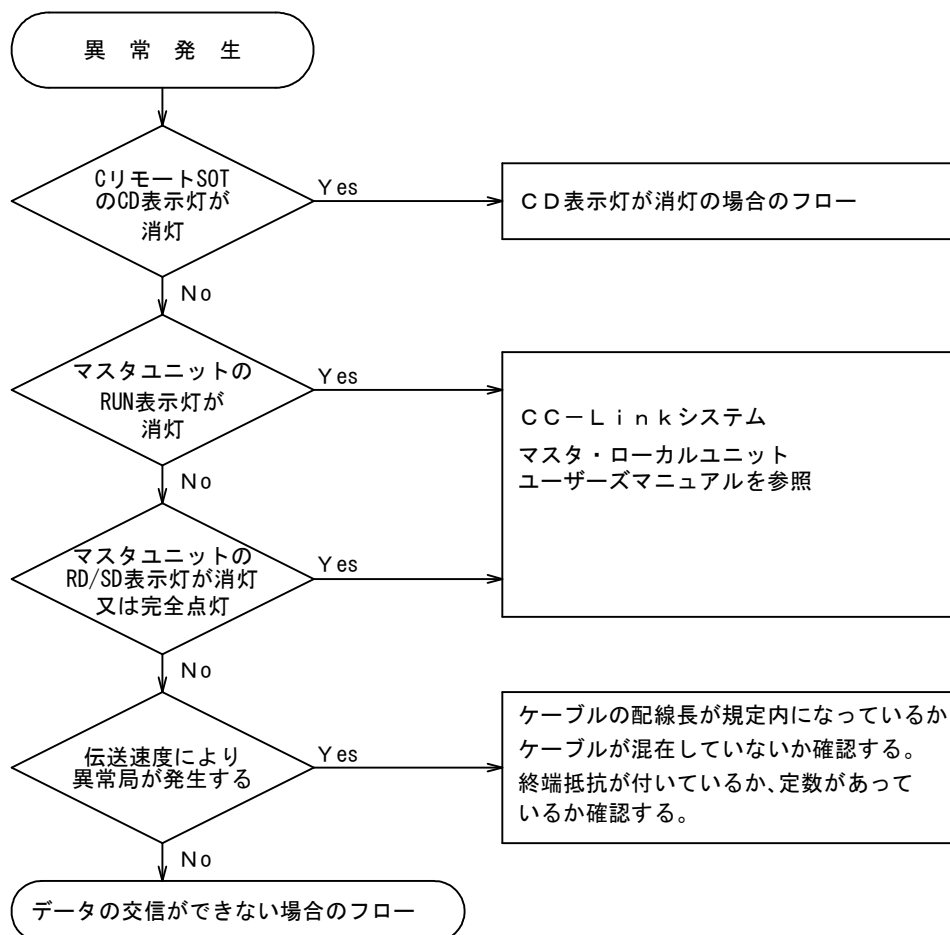 異 常 発 生
CリモートSOT
のCD表示灯が
消灯
Yes
CD表示灯が消灯の場合のフロー
No
マスタユニットの
RUN表示灯が
消灯
Yes
CC－Linkシステム
マスタ・ローカルユニット
ユーザーズマニュアルを参照
No
マスタユニットの
RD/SD表示灯が消灯
又は完全点灯
Yes
No
伝送速度により
異常局が発生する
Yes
ケーブルの配線長が規定内になっているか
ケーブルが混在していないか確認する。
終端抵抗が付いているか、定数があって
いるか確認する。
No
データの交信ができない場合のフロー